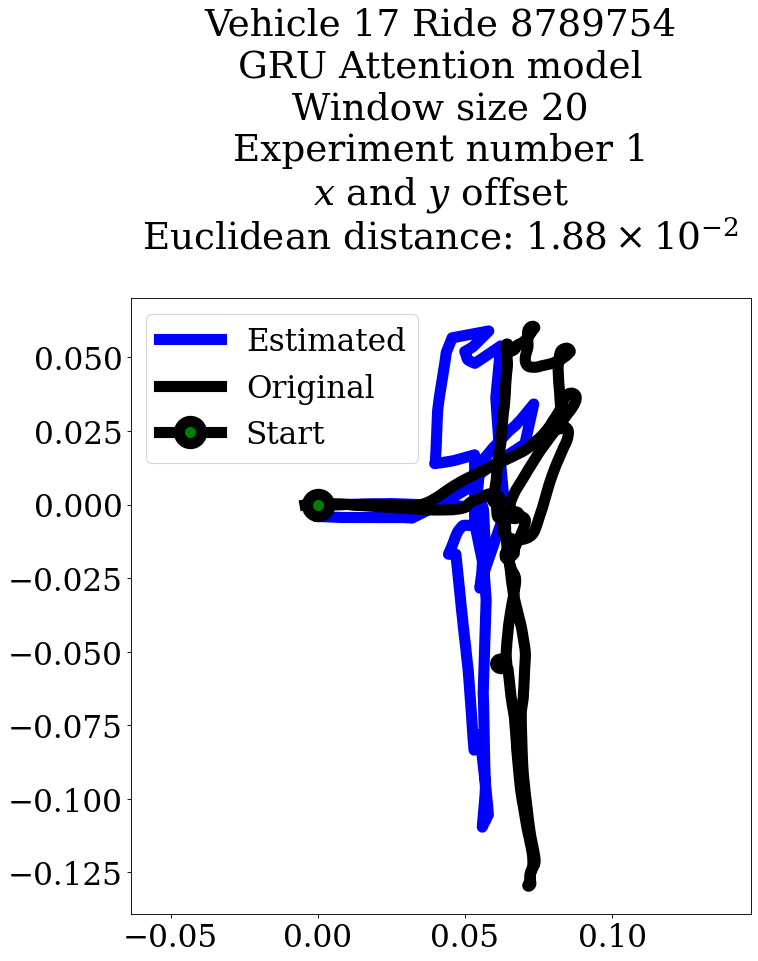 Vehicle 17 Ride 8789754
GRU Attention model
Window size 20
Experiment number 1
x and y offset
Euclidean distance: 1.88 × 10⁻²
Estimated
Original
Start
0.050
0.025
0.000
−0.025
−0.050
−0.075
−0.100
−0.125
−0.05 0.00 0.05 0.10